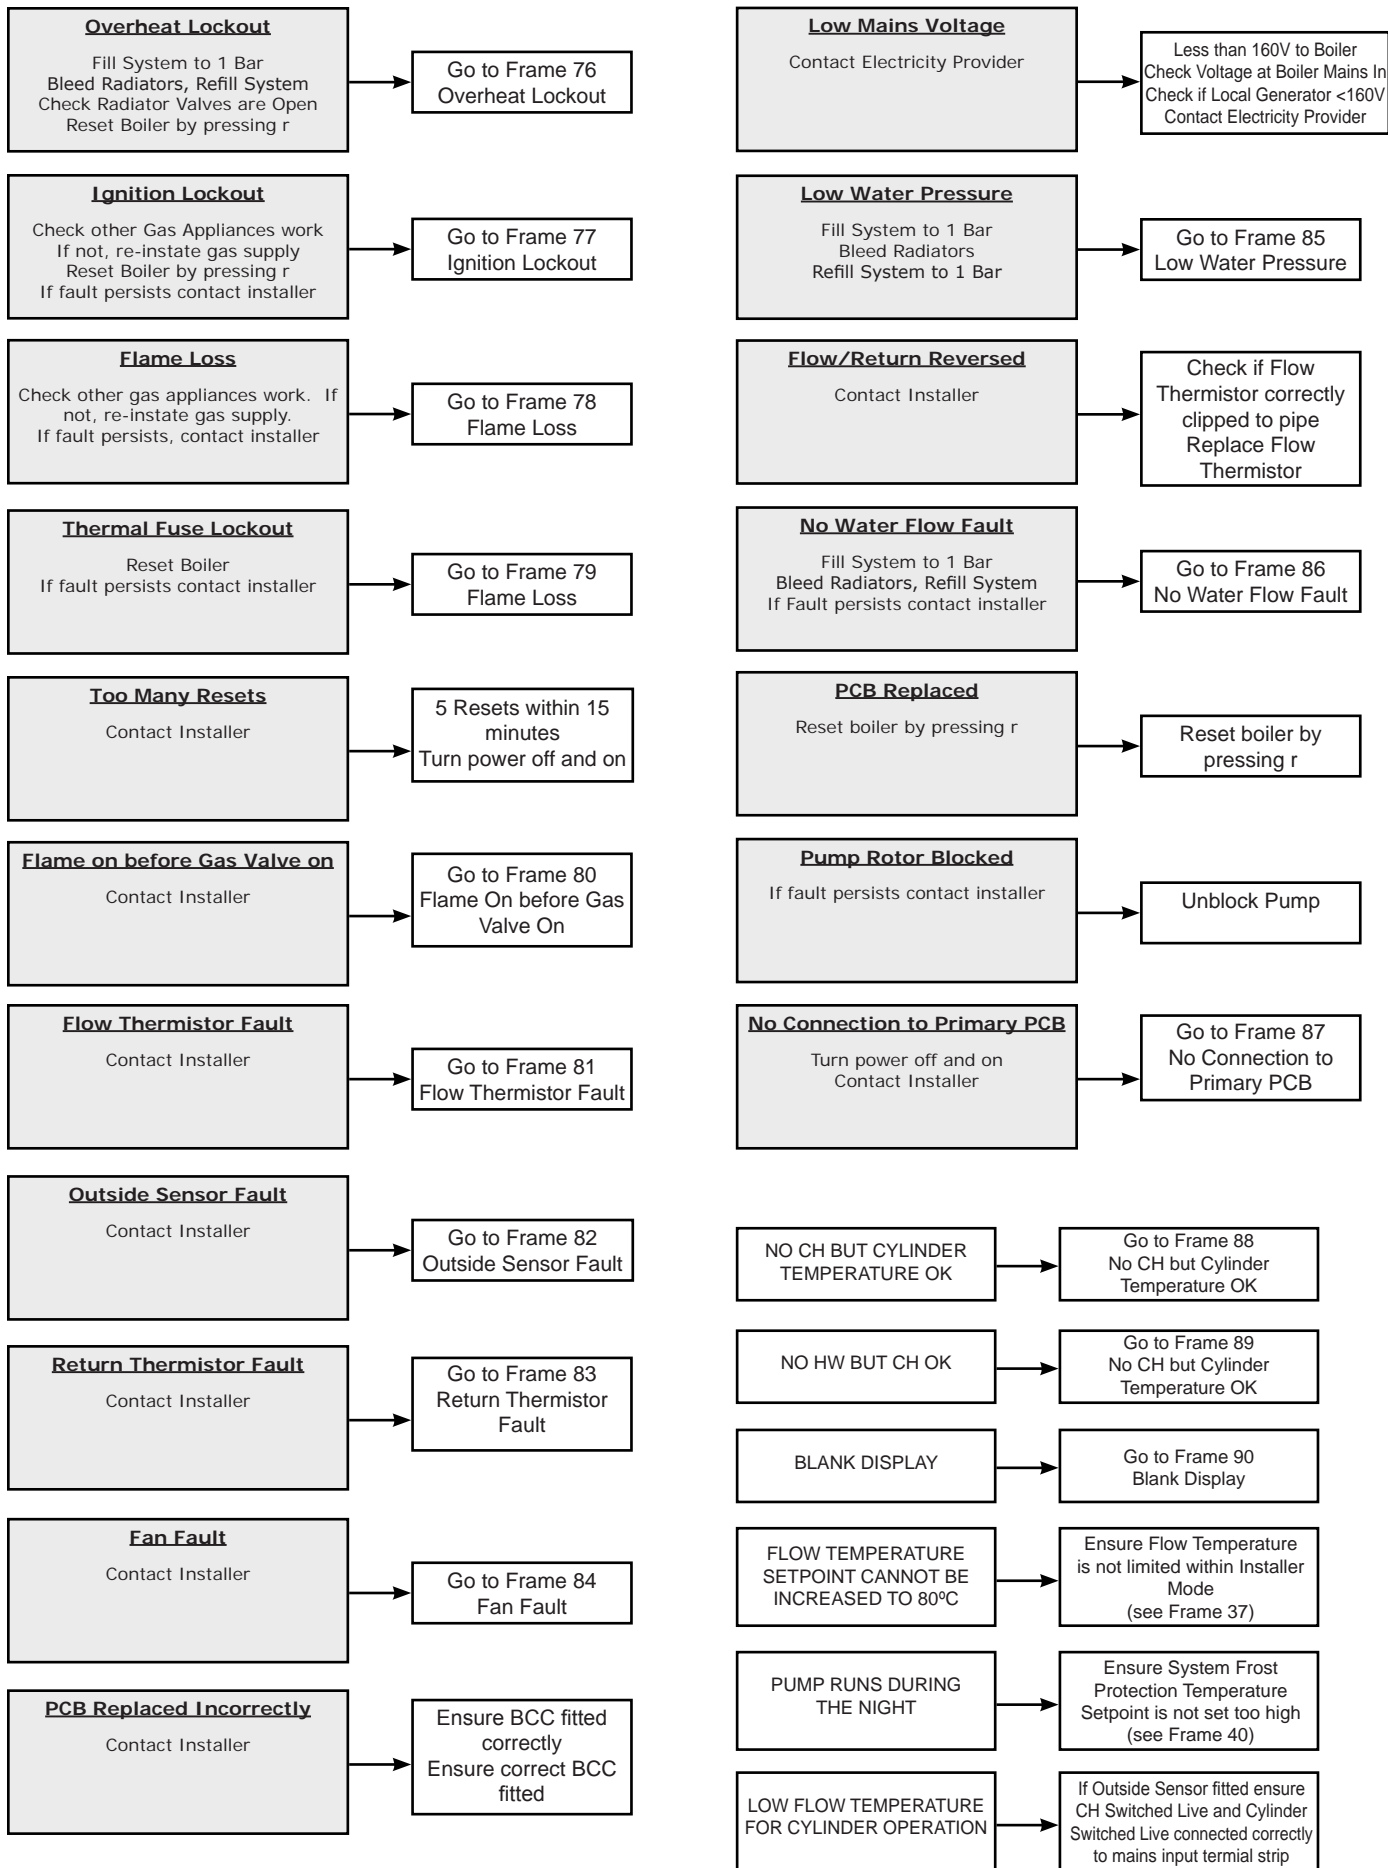 Overheat Lockout
Fill System to 1 Bar
Bleed Radiators, Refill System
Check Radiator Valves are Open
Reset Boiler by pressing r
Go to Frame 76
Overheat Lockout
Ignition Lockout
Check other Gas Appliances work
If not, re-instate gas supply
Reset Boiler by pressing r
If fault persists contact installer
Go to Frame 77
Ignition Lockout
Flame Loss
Check other gas appliances work. If
not, re-instate gas supply.
If fault persists, contact installer
Go to Frame 78
Flame Loss
Thermal Fuse Lockout
Reset Boiler
If fault persists contact installer
Go to Frame 79
Flame Loss
Too Many Resets
Contact Installer
5 Resets within 15
minutes
Turn power off and on
Flame on before Gas Valve on
Contact Installer
Go to Frame 80
Flame On before Gas
Valve On
Flow Thermistor Fault
Contact Installer
Go to Frame 81
Flow Thermistor Fault
Outside Sensor Fault
Contact Installer
Go to Frame 82
Outside Sensor Fault
Return Thermistor Fault
Contact Installer
Go to Frame 83
Return Thermistor
Fault
Fan Fault
Contact Installer
Go to Frame 84
Fan Fault
PCB Replaced Incorrectly
Contact Installer
Ensure BCC fitted
correctly
Ensure correct BCC
fitted
Low Mains Voltage
Contact Electricity Provider
Less than 160V to Boiler
Check Voltage at Boiler Mains In
Check if Local Generator <160V
Contact Electricity Provider
Low Water Pressure
Fill System to 1 Bar
Bleed Radiators
Refill System to 1 Bar
Go to Frame 85
Low Water Pressure
Flow/Return Reversed
Contact Installer
Check if Flow
Thermistor correctly
clipped to pipe
Replace Flow
Thermistor
No Water Flow Fault
Fill System to 1 Bar
Bleed Radiators, Refill System
If Fault persists contact installer
Go to Frame 86
No Water Flow Fault
PCB Replaced
Reset boiler by pressing r
Reset boiler by
pressing r
Pump Rotor Blocked
If fault persists contact installer
Unblock Pump
No Connection to Primary PCB
Turn power off and on
Contact Installer
Go to Frame 87
No Connection to
Primary PCB
NO CH BUT CYLINDER
TEMPERATURE OK
Go to Frame 88
No CH but Cylinder
Temperature OK
NO HW BUT CH OK
Go to Frame 89
No CH but Cylinder
Temperature OK
BLANK DISPLAY
Go to Frame 90
Blank Display
FLOW TEMPERATURE
SETPOINT CANNOT BE
INCREASED TO 80ºC
Ensure Flow Temperature
is not limited within Installer
Mode
(see Frame 37)
PUMP RUNS DURING
THE NIGHT
Ensure System Frost
Protection Temperature
Setpoint is not set too high
(see Frame 40)
LOW FLOW TEMPERATURE
FOR CYLINDER OPERATION
If Outside Sensor fitted ensure
CH Switched Live and Cylinder
Switched Live connected correctly
to mains input termial strip